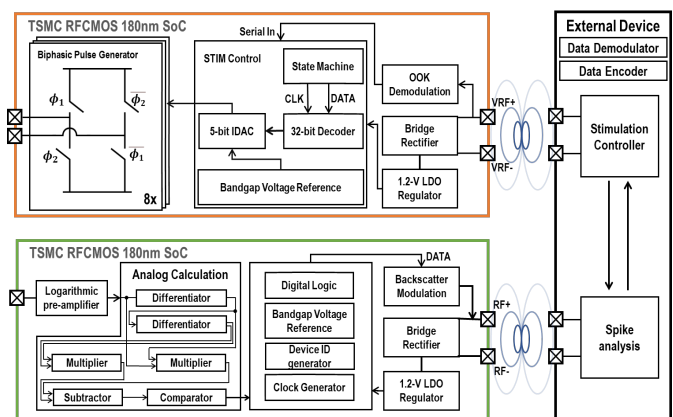 TSMC RFCMOS 180nm SoC
Biphasic Pulse Generator
ϕ1
ϕ2
ϕ2
ϕ1
8x
Serial In
STIM Control
State Machine
CLK
DATA
5-bit IDAC
32-bit Decoder
Bandgap Voltage Reference
OOK
Demodulation
Bridge
Rectifier
1.2-V LDO
Regulator
VRF+
VRF-
External Device
Data Demodulator
Data Encoder
Stimulation
Controller
Spike
analysis
TSMC RFCMOS 180nm SoC
Logarithmic
pre-amplifier
Analog Calculation
Differentiator
Differentiator
Multiplier
Multiplier
Subtractor
Comparator
Digital Logic
Bandgap Voltage
Reference
Device ID
generator
Clock Generator
DATA
Backscatter
Modulation
Bridge
Rectifier
1.2-V LDO
Regulator
RF+
RF-